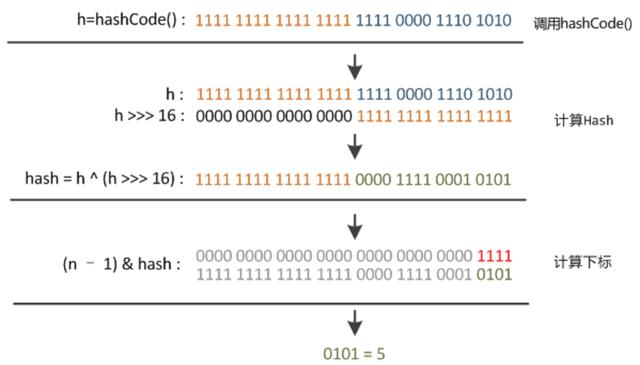 h=hashCode() : 1111 1111 1111 1111 1111 0000 1110 1010 调用hashCode()
h : 1111 1111 1111 1111 1111 0000 1110 1010
h >>> 16 : 0000 0000 0000 0000 1111 1111 1111 1111
计算Hash
hash = h ^ (h >>> 16) : 1111 1111 1111 1111 0000 1111 0001 0101
0000 0000 0000 0000 0000 0000 0000 1111
(n － 1) & hash : 计算下标
1111 1111 1111 1111 0000 1111 0001 0101
0101 = 5